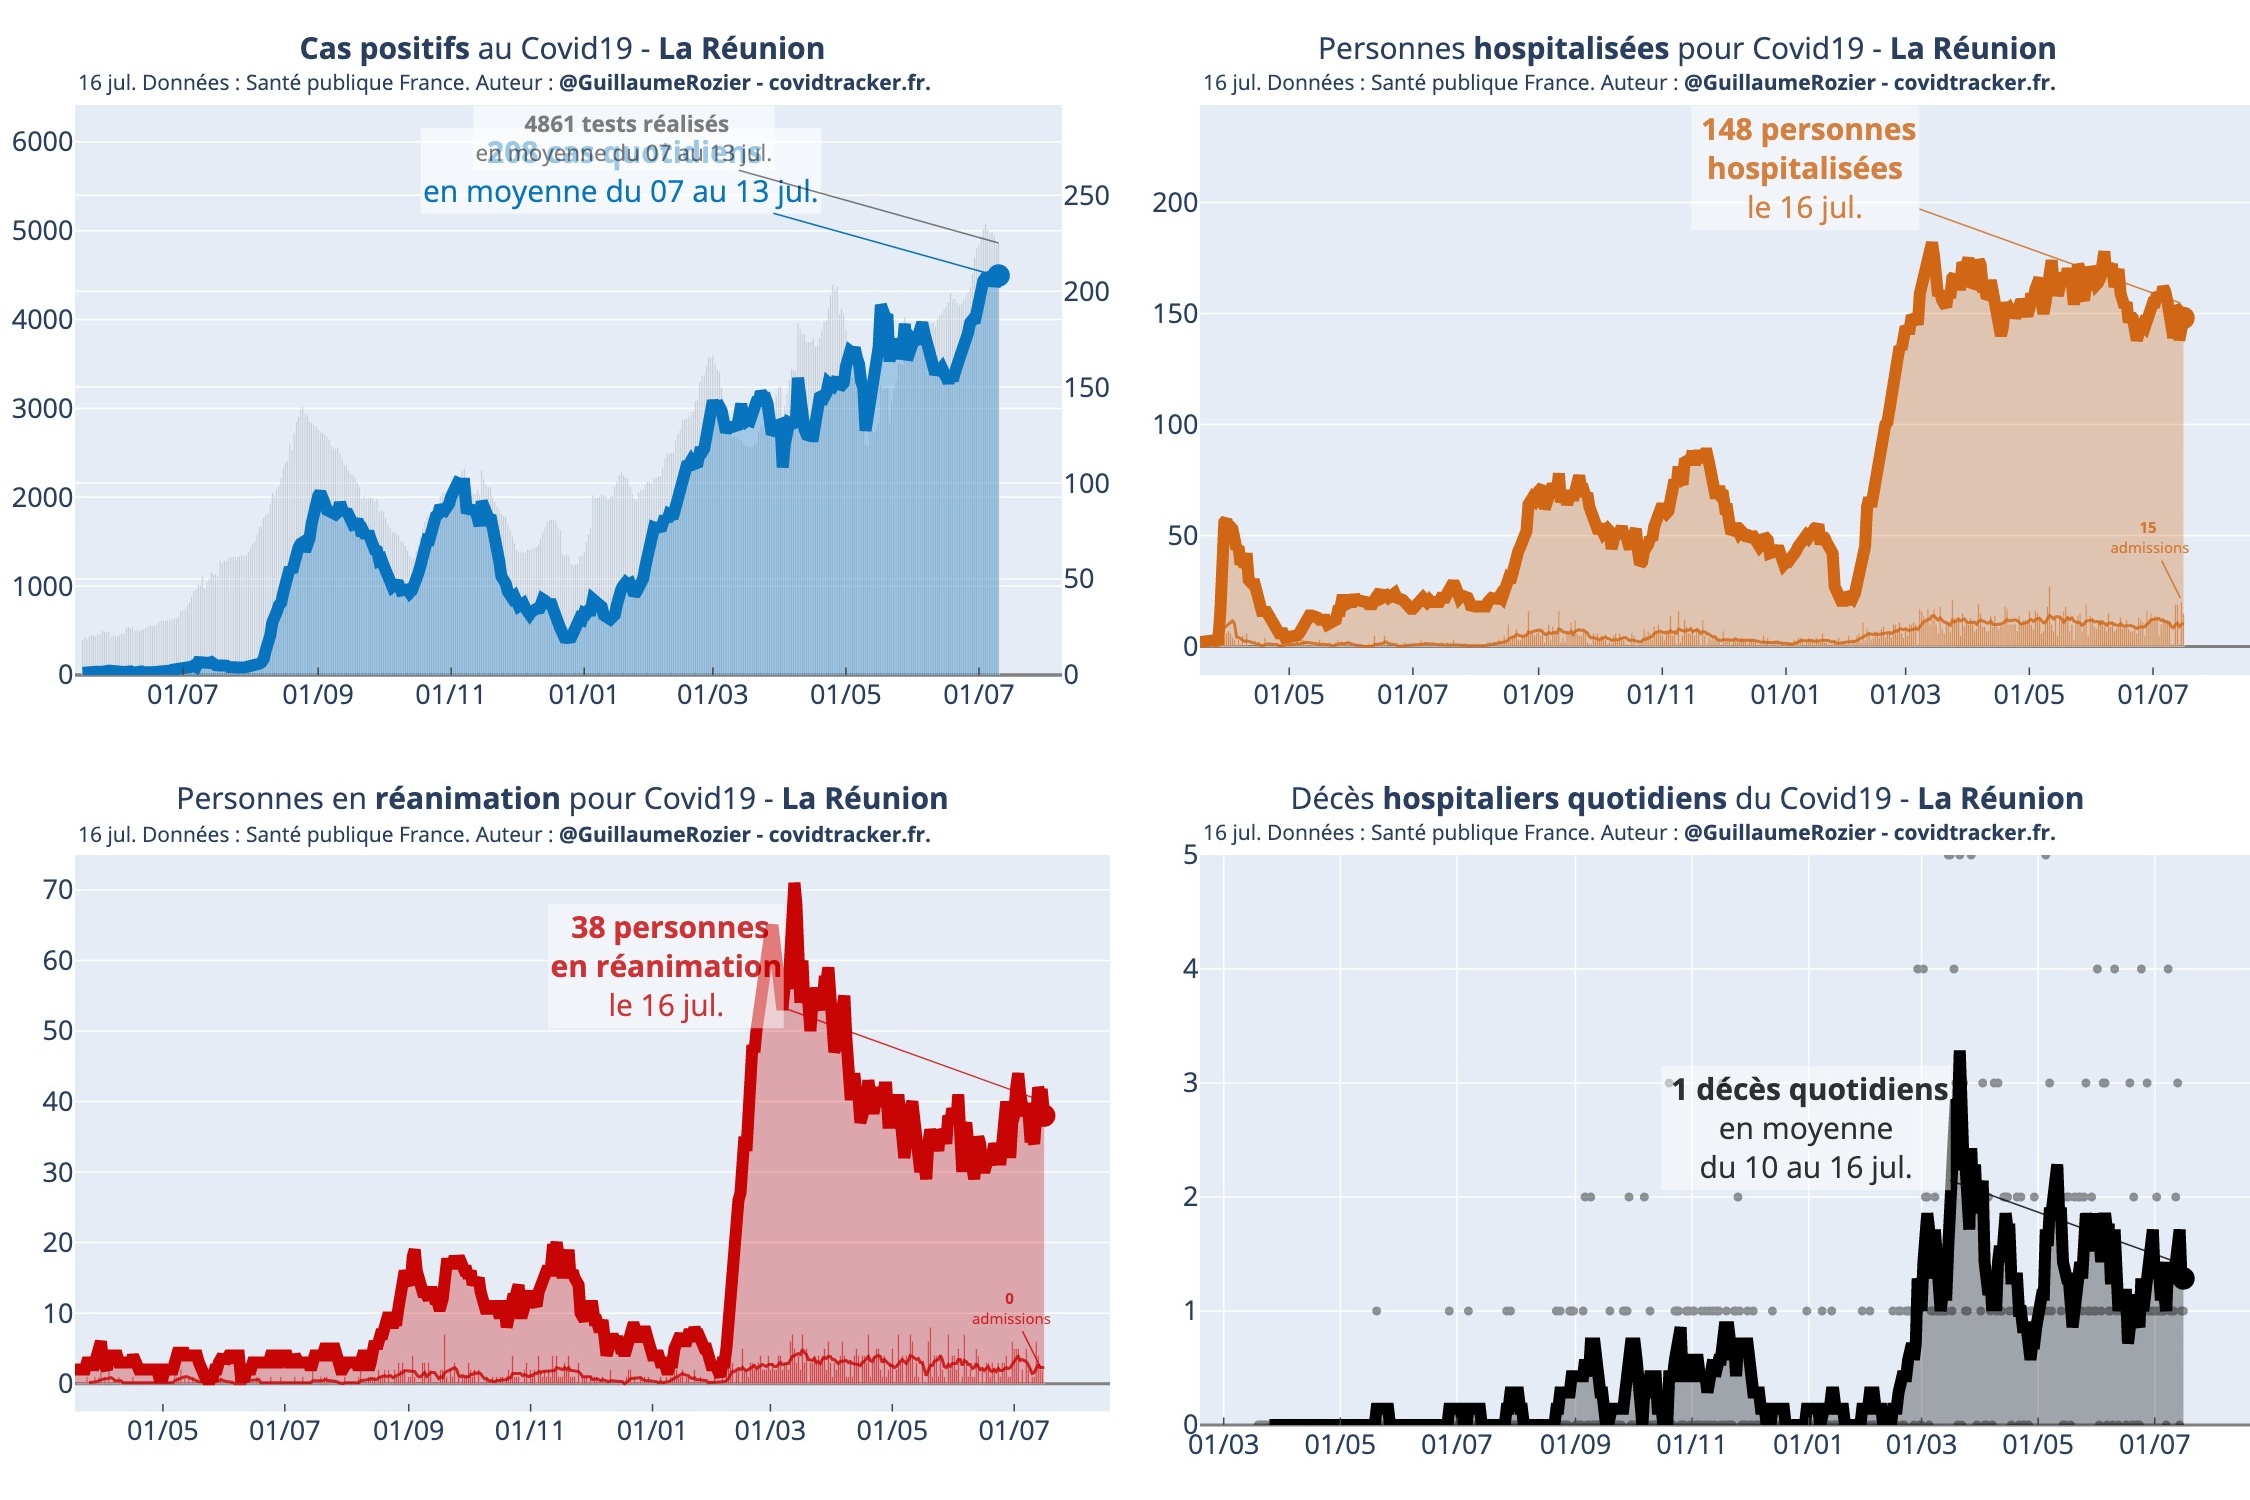 Cas positifs au Covid19 - La Réunion
16 jul. Données : Santé publique France. Auteur : @GuillaumeRozier - covidtracker.fr.
4861 tests réalisés
en moyenne du 07 au 13 jul.
208 cas quotidiens
en moyenne du 07 au 13 jul.
6000
5000
4000
3000
2000
1000
0
250
200
150
100
50
0
01/07 01/09 01/11 01/01 01/03 01/05 01/07
Personnes hospitalisées pour Covid19 - La Réunion
16 jul. Données : Santé publique France. Auteur : @GuillaumeRozier - covidtracker.fr.
148 personnes
hospitalisées
le 16 jul.
200
150
100
50
0
15
admissions
01/05 01/07 01/09 01/11 01/01 01/03 01/05 01/07
Personnes en réanimation pour Covid19 - La Réunion
16 jul. Données : Santé publique France. Auteur : @GuillaumeRozier - covidtracker.fr.
70
60
50
40
30
20
10
0
38 personnes
en réanimation
le 16 jul.
0
admissions
01/05 01/07 01/09 01/11 01/01 01/03 01/05 01/07
Décès hospitaliers quotidiens du Covid19 - La Réunion
16 jul. Données : Santé publique France. Auteur : @GuillaumeRozier - covidtracker.fr.
5
4
3
2
1
0
1 décès quotidiens
en moyenne
du 10 au 16 jul.
01/03 01/05 01/07 01/09 01/11 01/01 01/03 01/05 01/07